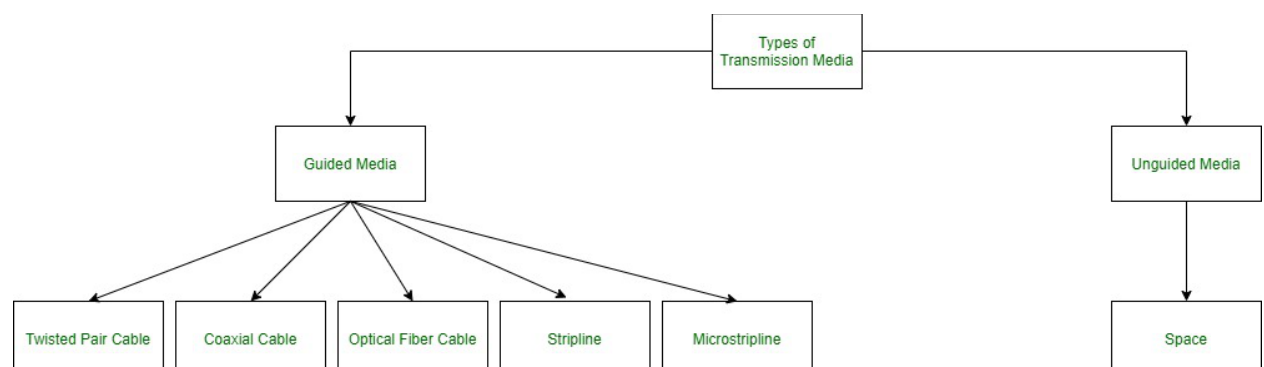 Types of
Transmission Media
Guided Media
Unguided Media
Twisted Pair Cable
Coaxial Cable
Optical Fiber Cable
Stripline
Microstripline
Space